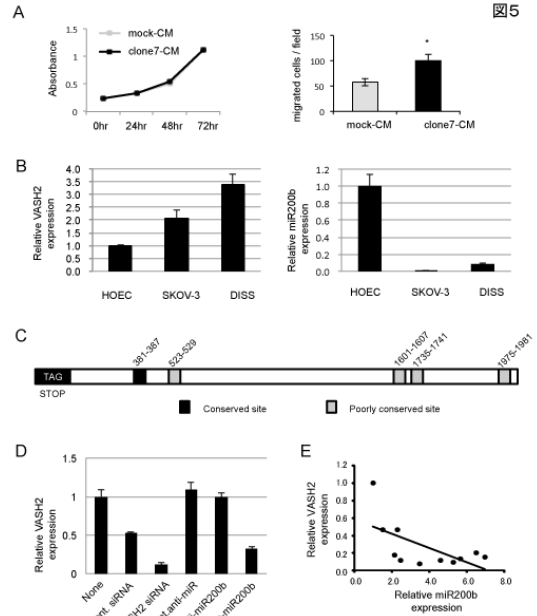 図5
A
mock-CM
clone7-CM
Absorbance
1.5
1
0.5
0
0hr 24hr 48hr 72hr
migrated cells / field
150
100
50
0
*
mock-CM clone7-CM
B
Relative VASH2
expression
4.0
3.5
3.0
2.5
2.0
1.5
1.0
0.5
0.0
HOEC SKOV-3 DISS
Relative miR200b
expression
1.2
1.0
0.8
0.6
0.4
0.2
0.0
HOEC SKOV-3 DISS
C
381-387
523-529
1601-1607
1735-1741
1975-1981
TAG
STOP
Conserved site
Poorly conserved site
D
Relative VASH2
expression
1.5
1
0.5
0
None
siRNA
siRNA
E
Relative VASH2
expression
1.2
1.0
0.8
0.6
0.4
0.2
0.0
0.0 2.0 4.0 6.0 8.0
Relative miR200b
expression